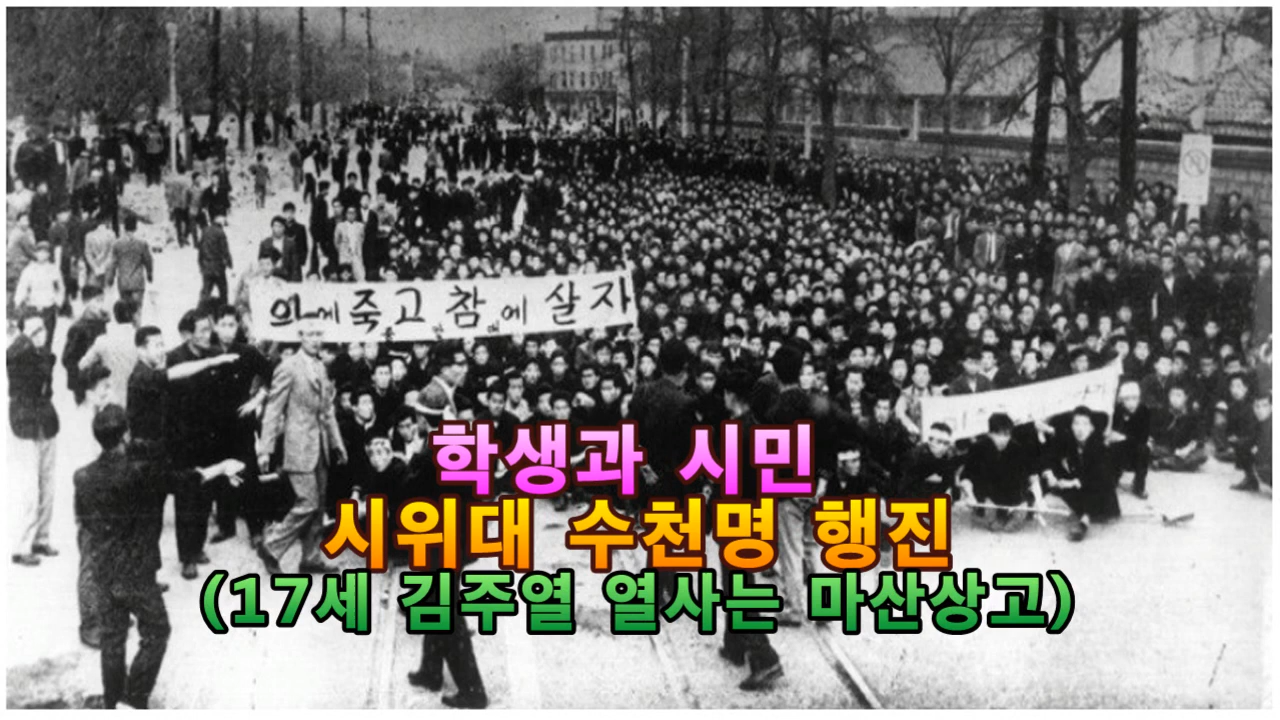 의에 죽고 참에 살자
학생과 시민
시위대 수천명 행진
(17세 김주열 열사는 마산상고)